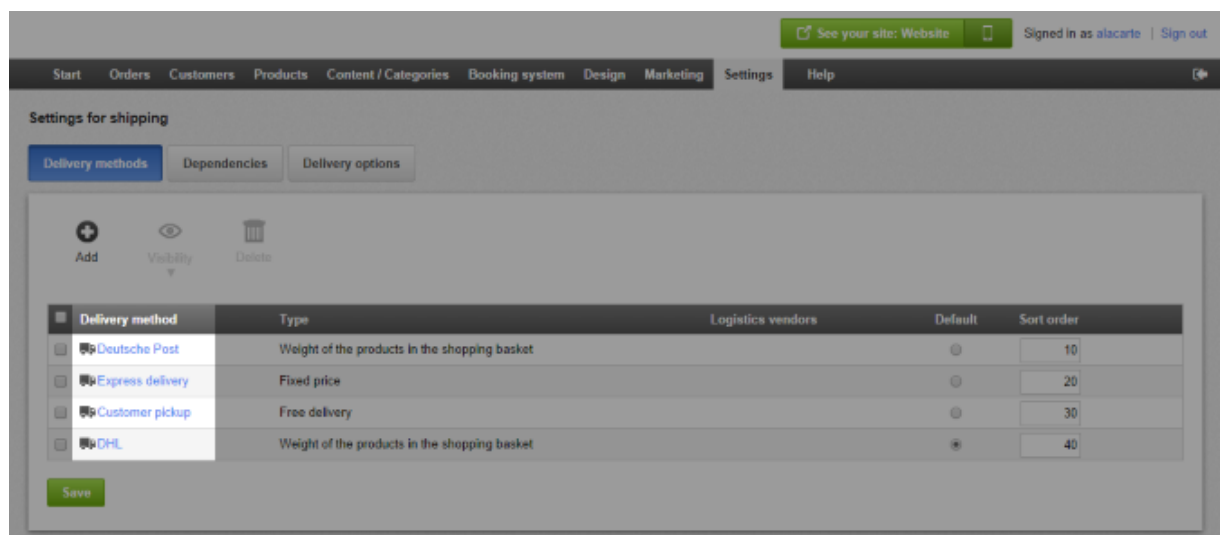 See your site: Website Signed in as alacarte | Sign out
Start Orders Customers Products Content / Categories Booking system Design Marketing Settings Help
Settings for shipping
Delivery methods Dependencies Delivery options
Add Visibility Delete
Delivery method Type Logistics vendors Default Sort order
Deutsche Post Weight of the products in the shopping basket 10
Express delivery Fixed price 20
Customer pickup Free delivery 30
DHL Weight of the products in the shopping basket 40
Save